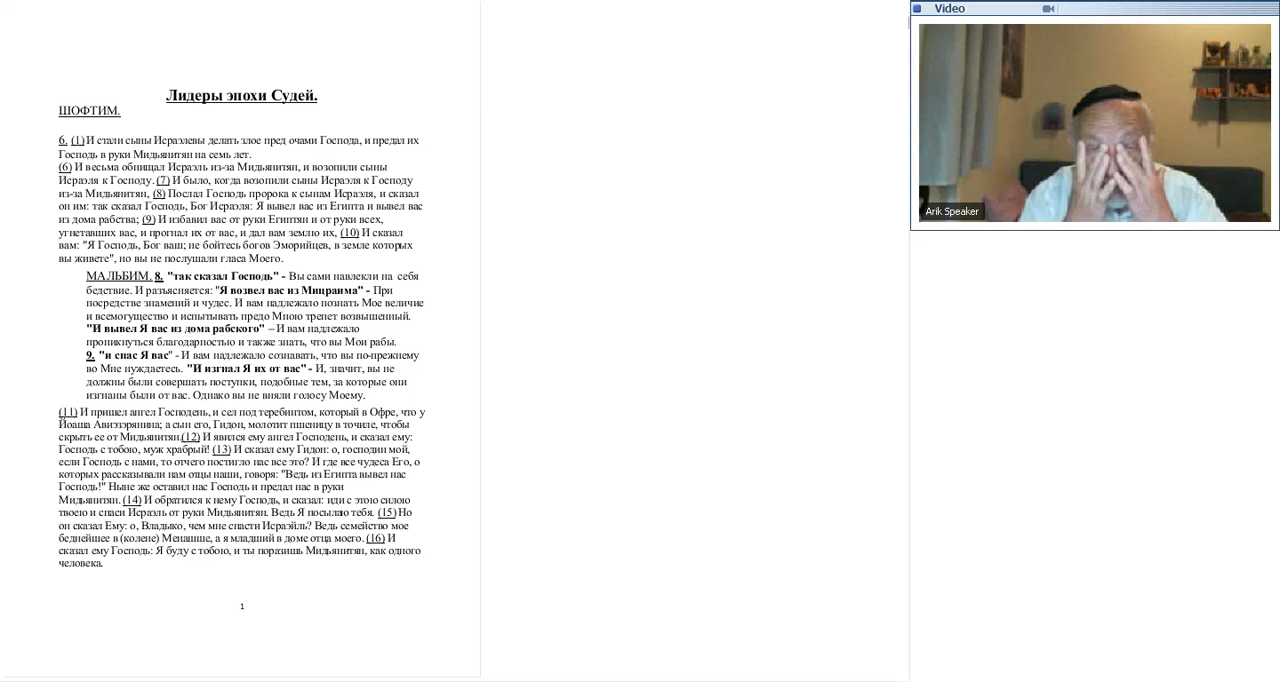 Лидеры эпохи Судей.
ШОФТИМ.
6. (1) И стали сыны Исраэлевы делать злое пред очами Господа, и предал их
Господь в руки Мидьянитян на семь лет.
(6) И весьма обнищал Исраэль из-за Мидьянитян, и возопили сыны
Исраэля к Господу. (7) И было, когда возопили сыны Исраэля к Господу
из-за Мидьянитян, (8) Послал Господь пророка к сынам Исраэля, и сказал
он им: так сказал Господь, Бог Исраэля: Я вывел вас из Египта и вывел вас
из дома рабства; (9) И избавил вас от руки Египтян и от руки всех,
угнетавших вас, и прогнал их от вас, и дал вам землю их, (10) И сказал
вам: "Я Господь, Бог ваш; не бойтесь богов Эморийцев, в земле которых
вы живете", но вы не послушали гласа Моего.
МАЛЬБИМ. 8. "так сказал Господь" - Вы сами навлекли на себя
бедствие. И разъясняется: "Я возвел вас из Мицраима" - При
посредстве знамений и чудес. И вам надлежало познать Мое величие
и всемогущество и испытывать предо Мною трепет возвышенный.
"И вывел Я вас из дома рабского" – И вам надлежало
проникнуться благодарностью и также знать, что вы Мои рабы.
9. "и спас Я вас" - И вам надлежало сознавать, что вы по-прежнему
во Мне нуждаетесь. "И изгнал Я их от вас" - И, значит, вы не
должны были совершать поступки, подобные тем, за которые они
изгнаны были от вас. Однако вы не вняли голосу Моему.
(11) И пришел ангел Господень, и сел под теребинтом, который в Офре, что у
Йоаша Авиэзэрянина; а сын его, Гидон, молотит пшеницу в точиле, чтобы
скрыть ее от Мидьянитян.(12) И явился ему ангел Господень, и сказал ему:
Господь с тобою, муж храбрый! (13) И сказал ему Гидон: о, господин мой,
если Господь с нами, то отчего постигло нас все это? И где все чудеса Его, о
которых рассказывали нам отцы наши, говоря: "Ведь из Египта вывел нас
Господь!" Ныне же оставил нас Господь и предал нас в руки
Мидьянитян. (14) И обратился к нему Господь, и сказал: иди с этою силою
твоею и спаси Исраэль от руки Мидьянитян. Ведь Я посылаю тебя. (15) Но
он сказал Ему: о, Владыко, чем мне спасти Исраэйль? Ведь семейство мое
беднейшее в (колене) Менашше, а я младший в доме отца моего. (16) И
сказал ему Господь: Я буду с тобою, и ты поразишь Мидьянитян, как одного
человека.
1
Video
Arik Speaker